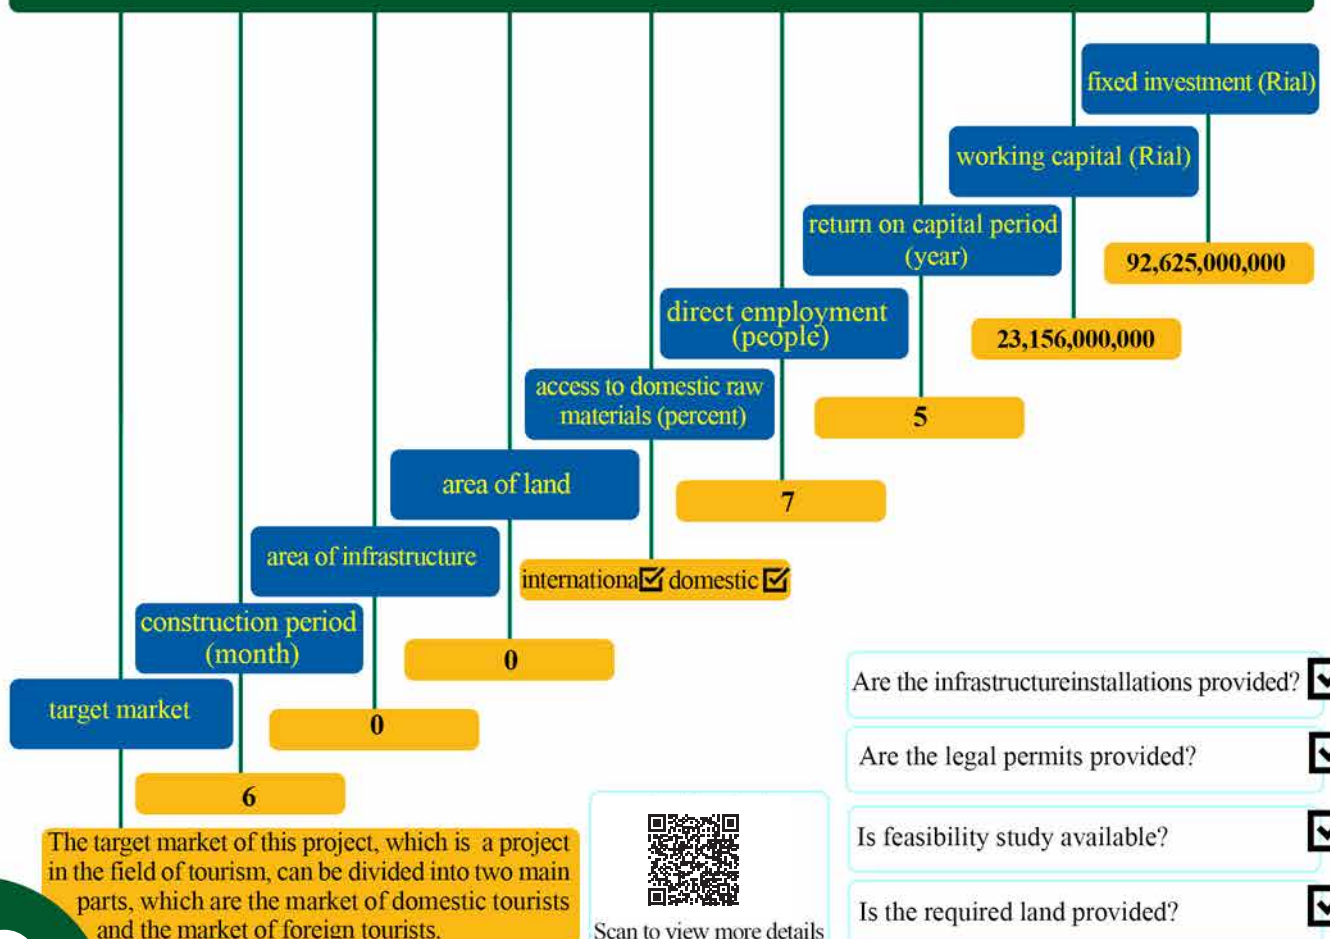 fixed investment (Rial)
92,625,000,000
working capital (Rial)
23,156,000,000
return on capital period
(year)
5
direct employment
(people)
7
access to domestic raw
materials (percent)
internationa domestic
area of land
0
area of infrastructure
0
construction period
(month)
6
target market
The target market of this project, which is a project
in the field of tourism, can be divided into two main
parts, which are the market of domestic tourists
and the market of foreign tourists.
Scan to view more details
Are the infrastructureinstallations provided?
Are the legal permits provided?
Is feasibility study available?
Is the required land provided?